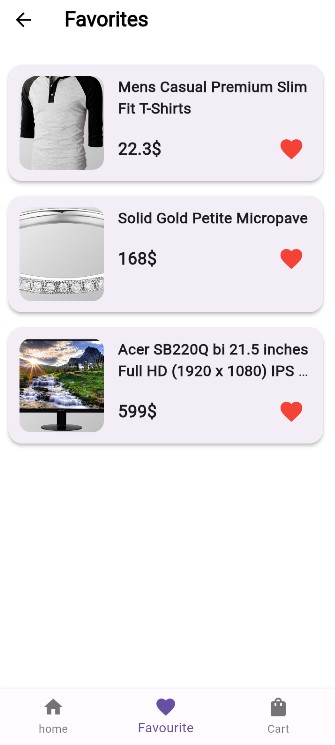 Favorites
Mens Casual Premium Slim
Fit T-Shirts
22.3$
Solid Gold Petite Micropave
168$
Acer SB220Q bi 21.5 inches
Full HD (1920 x 1080) IPS ...
599$
home
Favourite
Cart